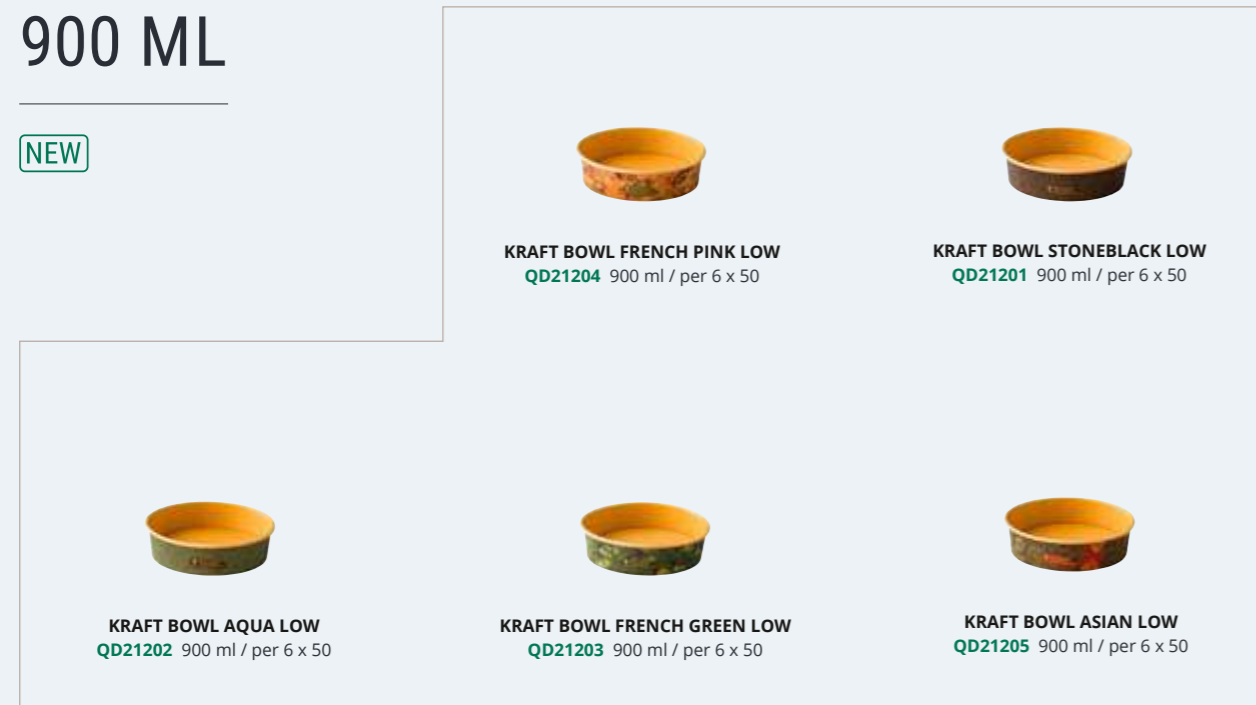 900 ML
NEW
KRAFT BOWL FRENCH PINK LOW
QD21204 900 ml / per 6 x 50
KRAFT BOWL STONEBLACK LOW
QD21201 900 ml / per 6 x 50
KRAFT BOWL AQUA LOW
QD21202 900 ml / per 6 x 50
KRAFT BOWL FRENCH GREEN LOW
QD21203 900 ml / per 6 x 50
KRAFT BOWL ASIAN LOW
QD21205 900 ml / per 6 x 50